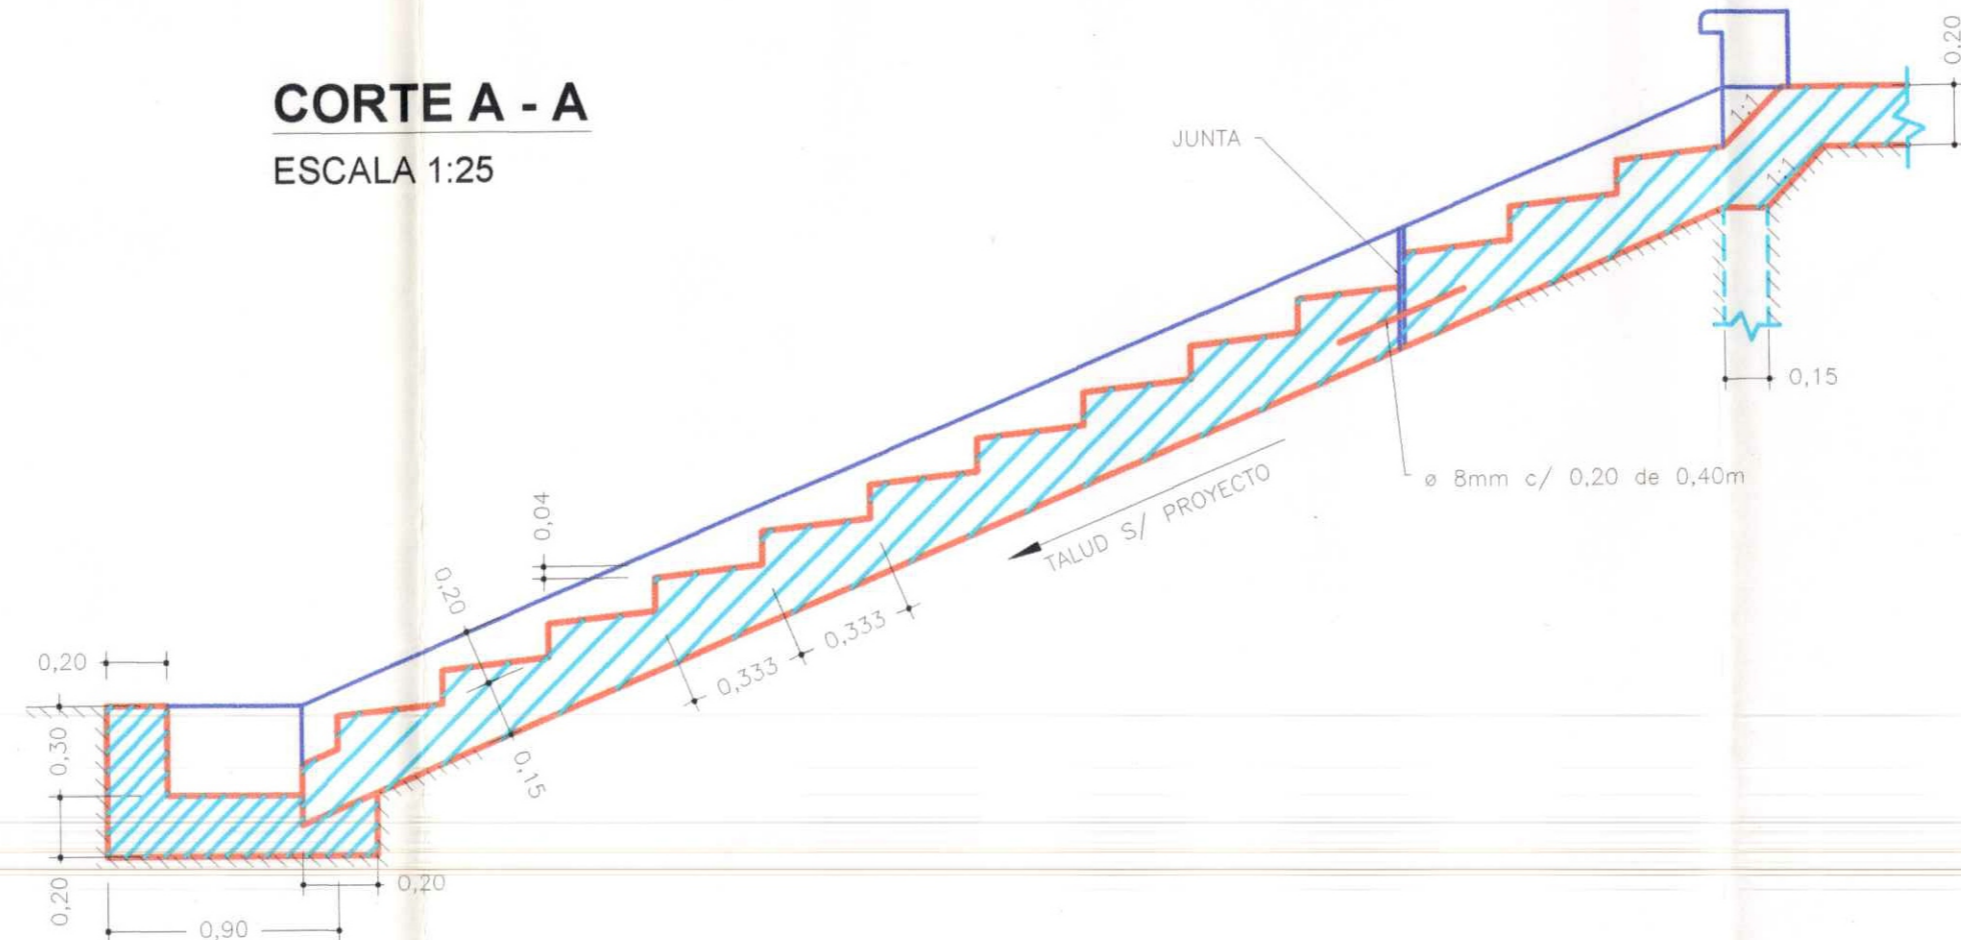 CORTE A - A
ESCALA 1:25
0,20
1:1
JUNTA
1:1
0,15
ø 8mm c/ 0,20 de 0,40m
TALUD S/ PROYECTO
0,04
0,20
0,333
0,333
0,20
0,30
0,15
0,20
0,20
0,90